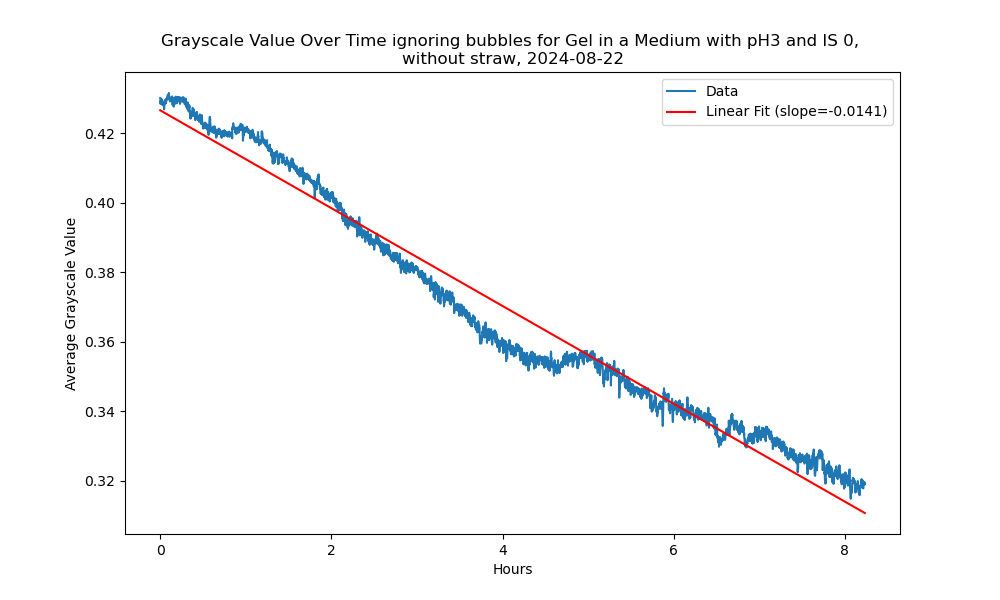 Grayscale Value Over Time ignoring bubbles for Gel in a Medium with pH3 and IS 0,
without straw, 2024-08-22
Data
Linear Fit (slope=-0.0141)
Average Grayscale Value
0.42
0.40
0.38
0.36
0.34
0.32
0
2
4
6
8
Hours